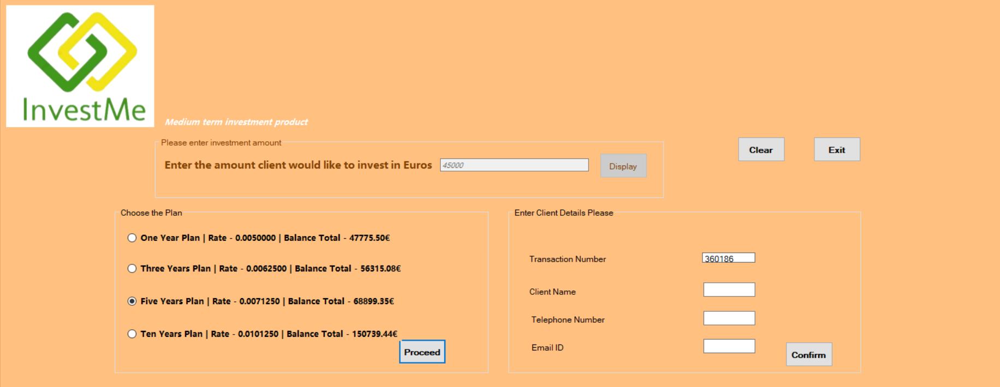 InvestMe
Medium term investment product
Please enter investment amount
Enter the amount client would like to invest in Euros 45000 Display
Clear Exit
Choose the Plan
One Year Plan | Rate - 0.0050000 | Balance Total - 47775.50€
Three Years Plan | Rate - 0.0062500 | Balance Total - 56315.08€
Five Years Plan | Rate - 0.0071250 | Balance Total - 68899.35€
Ten Years Plan | Rate - 0.0101250 | Balance Total - 150739.44€
Proceed
Enter Client Details Please
Transaction Number 360186
Client Name
Telephone Number
Email ID
Confirm